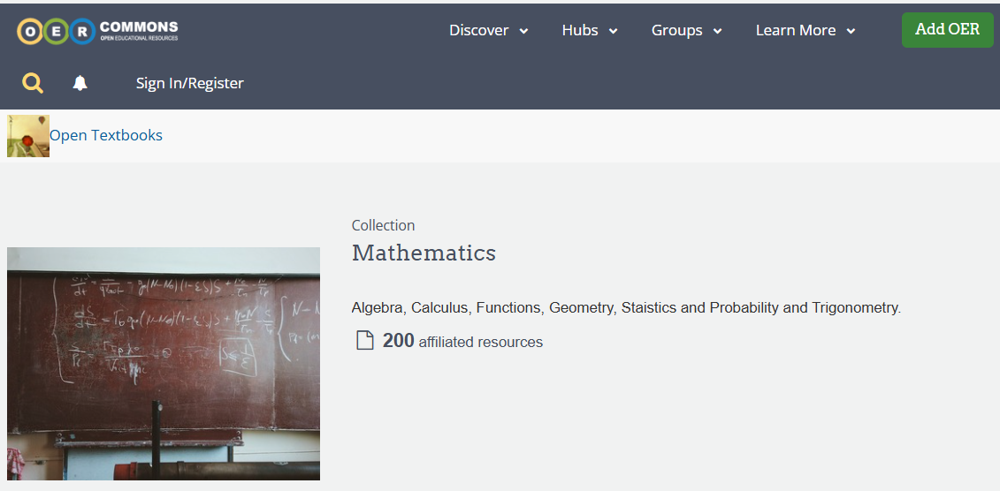 OER COMMONS
OPEN EDUCATIONAL RESOURCES
Discover Hubs Groups Learn More Add OER
Sign In/Register
Open Textbooks
Collection
Mathematics
Algebra, Calculus, Functions, Geometry, Staistics and Probability and Trigonometry.
200 affiliated resources